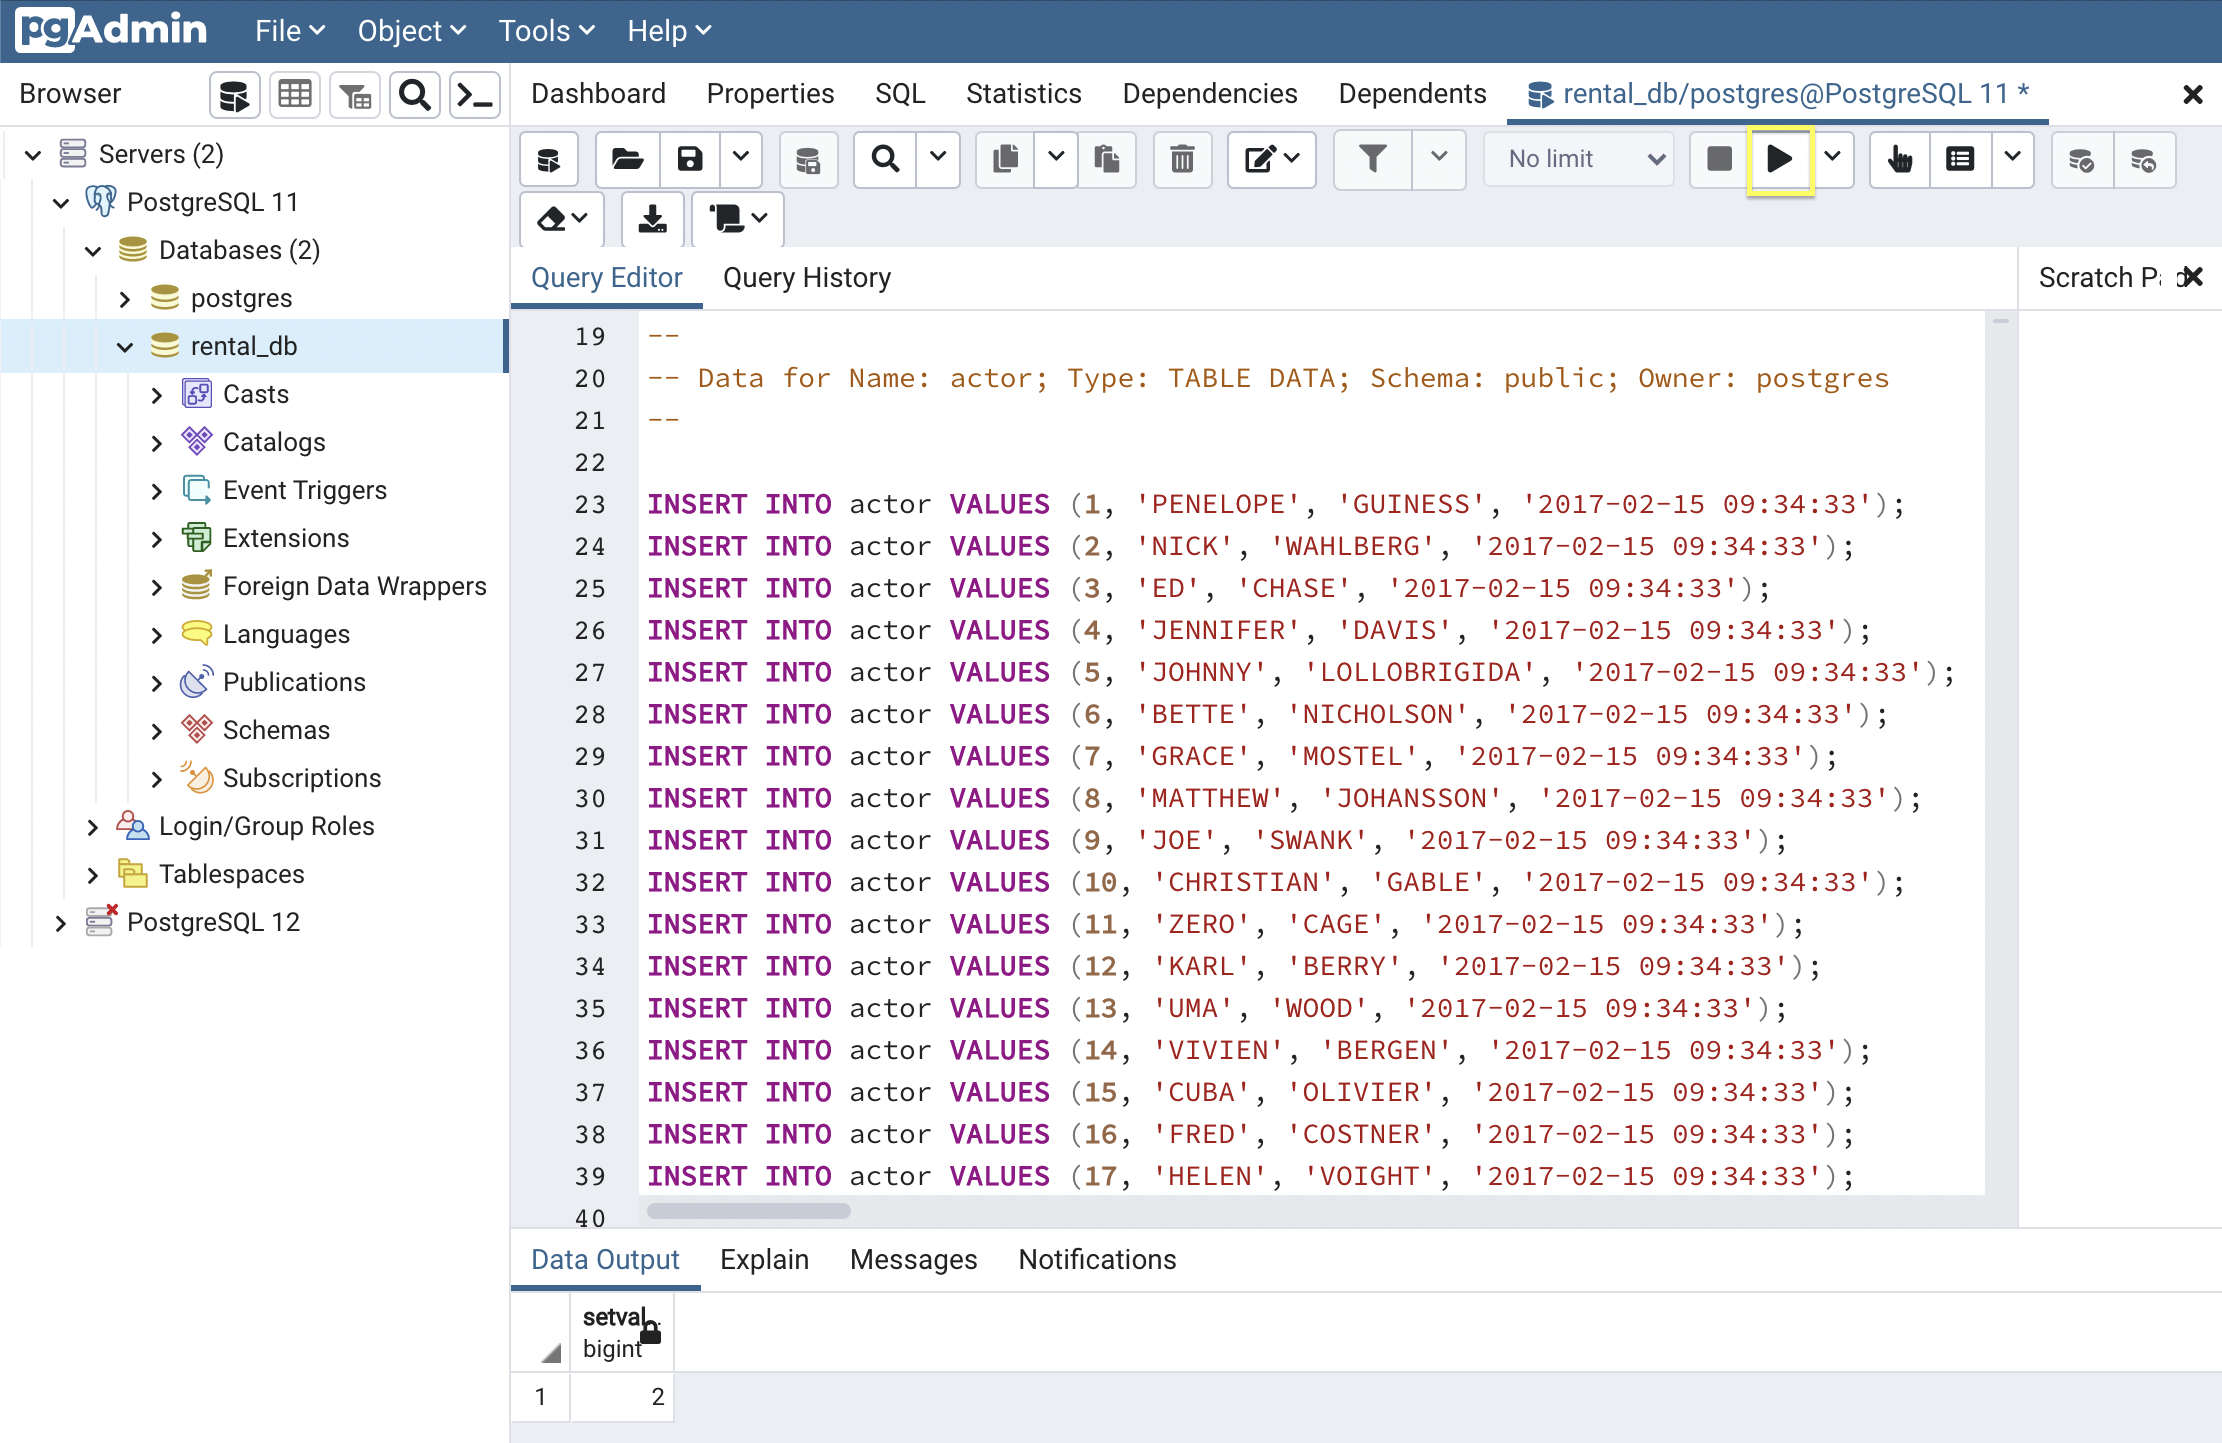 pgAdmin File Object Tools Help
Browser
Dashboard Properties SQL Statistics Dependencies Dependents rental_db/postgres@PostgreSQL 11 *
No limit
Servers (2)
PostgreSQL 11
Databases (2)
postgres
rental_db
Casts
Catalogs
Event Triggers
Extensions
Foreign Data Wrappers
Languages
Publications
Schemas
Subscriptions
Login/Group Roles
Tablespaces
PostgreSQL 12
Query Editor Query History
Scratch Pad
19 --
20 -- Data for Name: actor; Type: TABLE DATA; Schema: public; Owner: postgres
21 --
22
23 INSERT INTO actor VALUES (1, 'PENELOPE', 'GUINESS', '2017-02-15 09:34:33');
24 INSERT INTO actor VALUES (2, 'NICK', 'WAHLBERG', '2017-02-15 09:34:33');
25 INSERT INTO actor VALUES (3, 'ED', 'CHASE', '2017-02-15 09:34:33');
26 INSERT INTO actor VALUES (4, 'JENNIFER', 'DAVIS', '2017-02-15 09:34:33');
27 INSERT INTO actor VALUES (5, 'JOHNNY', 'LOLLOBRIGIDA', '2017-02-15 09:34:33');
28 INSERT INTO actor VALUES (6, 'BETTE', 'NICHOLSON', '2017-02-15 09:34:33');
29 INSERT INTO actor VALUES (7, 'GRACE', 'MOSTEL', '2017-02-15 09:34:33');
30 INSERT INTO actor VALUES (8, 'MATTHEW', 'JOHANSSON', '2017-02-15 09:34:33');
31 INSERT INTO actor VALUES (9, 'JOE', 'SWANK', '2017-02-15 09:34:33');
32 INSERT INTO actor VALUES (10, 'CHRISTIAN', 'GABLE', '2017-02-15 09:34:33');
33 INSERT INTO actor VALUES (11, 'ZERO', 'CAGE', '2017-02-15 09:34:33');
34 INSERT INTO actor VALUES (12, 'KARL', 'BERRY', '2017-02-15 09:34:33');
35 INSERT INTO actor VALUES (13, 'UMA', 'WOOD', '2017-02-15 09:34:33');
36 INSERT INTO actor VALUES (14, 'VIVIEN', 'BERGEN', '2017-02-15 09:34:33');
37 INSERT INTO actor VALUES (15, 'CUBA', 'OLIVIER', '2017-02-15 09:34:33');
38 INSERT INTO actor VALUES (16, 'FRED', 'COSTNER', '2017-02-15 09:34:33');
39 INSERT INTO actor VALUES (17, 'HELEN', 'VOIGHT', '2017-02-15 09:34:33');
40
Data Output Explain Messages Notifications
setval
bigint
1 2